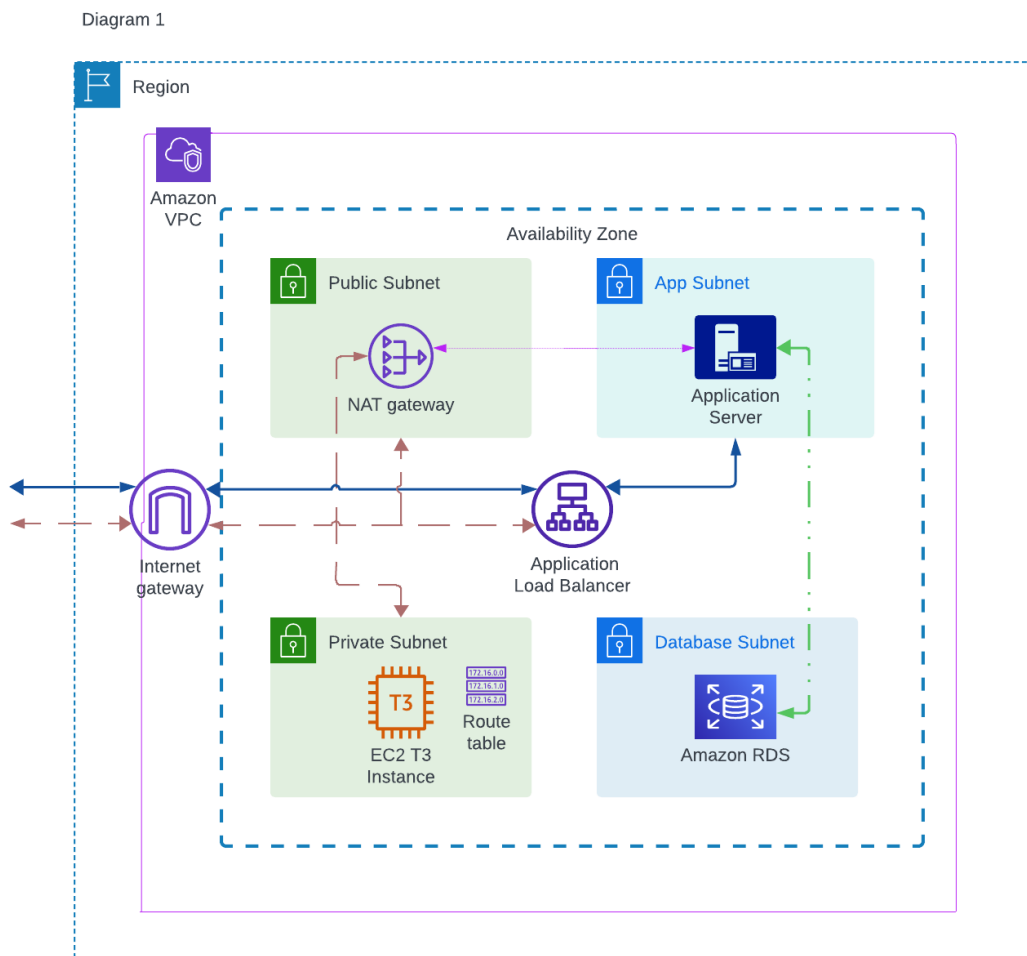 Diagram 1
Region
Amazon
VPC
Availability Zone
Public Subnet
App Subnet
NAT gateway
Application
Server
Internet
gateway
Application
Load Balancer
Private Subnet
T3
EC2 T3
Instance
172.16.0.0
172.16.1.0
172.16.2.0
Route
table
Database Subnet
Amazon RDS